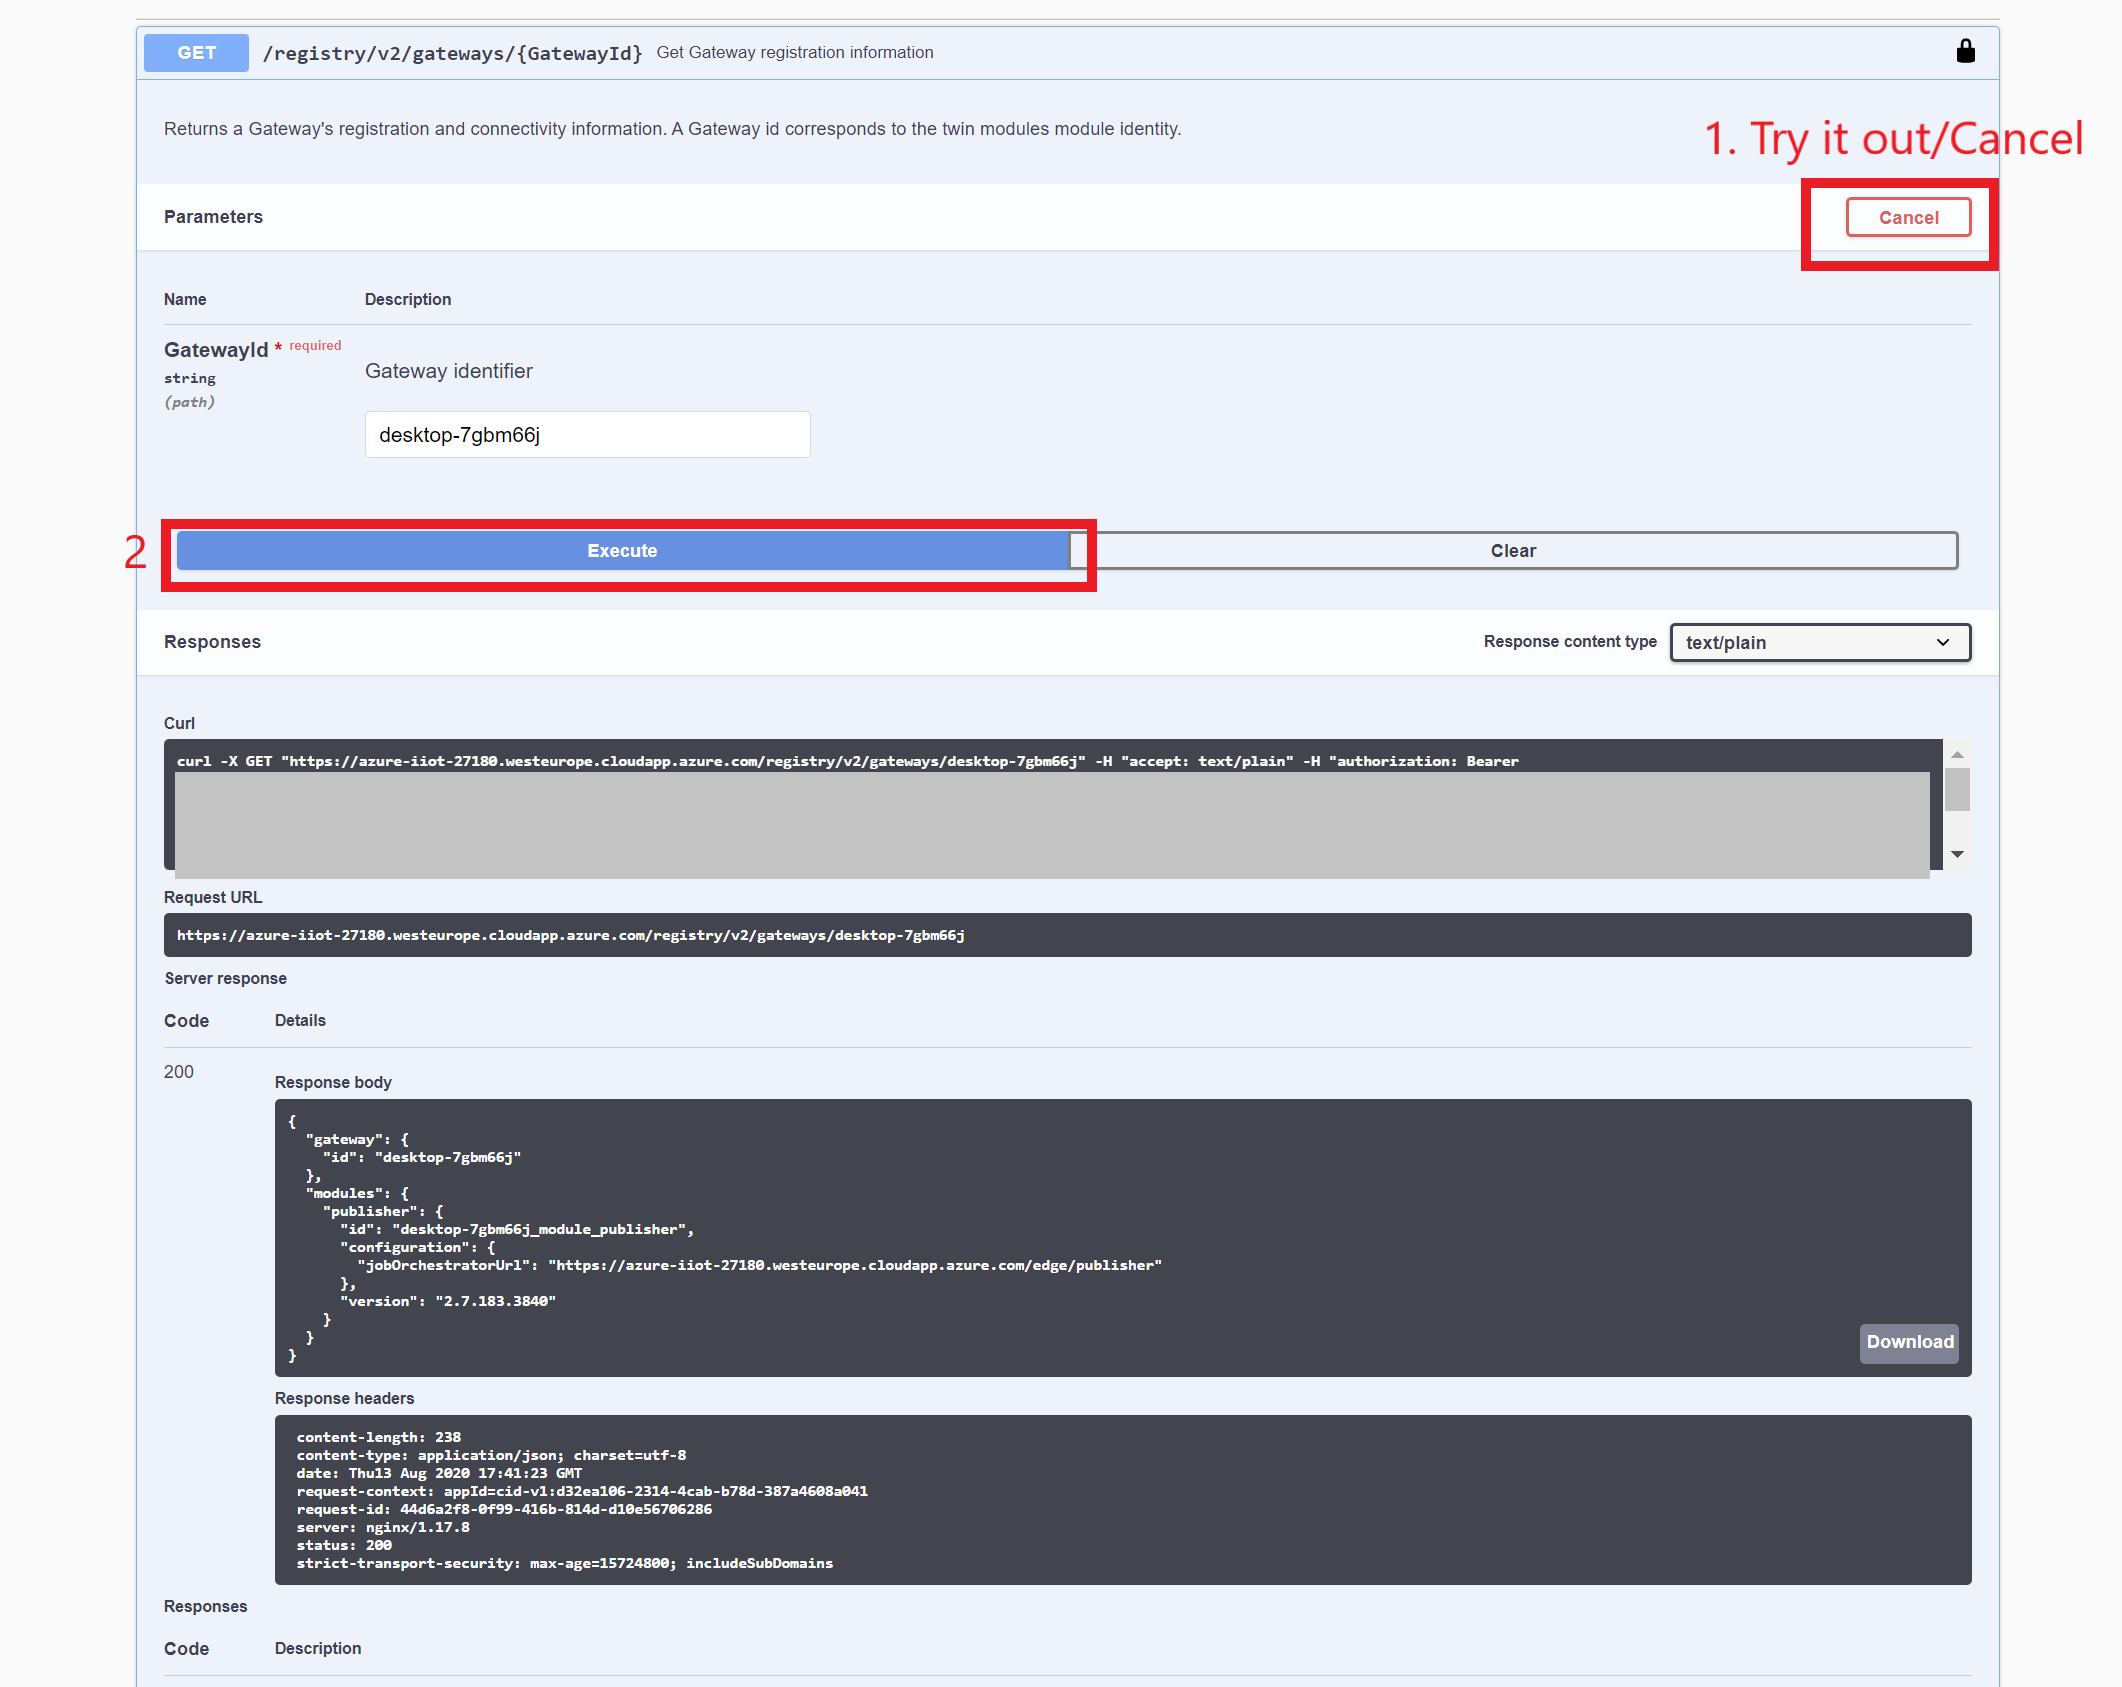 GET /registry/v2/gateways/{GatewayId} Get Gateway registration information
Returns a Gateway's registration and connectivity information. A Gateway id corresponds to the twin modules module identity.
1. Try it out/Cancel
Parameters
Cancel
Name Description
GatewayId * required
string
(path)
Gateway identifier
desktop-7gbm66j
2
Execute
Clear
Responses
Response content type
text/plain
Curl
curl -X GET "https://azure-iiot-27180.westeurope.cloudapp.azure.com/registry/v2/gateways/desktop-7gbm66j" -H "accept: text/plain" -H "authorization: Bearer
Request URL
https://azure-iiot-27180.westeurope.cloudapp.azure.com/registry/v2/gateways/desktop-7gbm66j
Server response
Code Details
200
Response body
{
"gateway": {
"id": "desktop-7gbm66j"
},
"modules": {
"publisher": {
"id": "desktop-7gbm66j_module_publisher",
"configuration": {
"jobOrchestratorUrl": "https://azure-iiot-27180.westeurope.cloudapp.azure.com/edge/publisher"
},
"version": "2.7.183.3840"
}
}
}
Download
Response headers
content-length: 238
content-type: application/json; charset=utf-8
date: Thu13 Aug 2020 17:41:23 GMT
request-context: appId=cid-v1:d32ea106-2314-4cab-b78d-387a4608a041
request-id: 44d6a2f8-0f99-416b-814d-d10e56706286
server: nginx/1.17.8
status: 200
strict-transport-security: max-age=15724800; includeSubDomains
Responses
Code Description